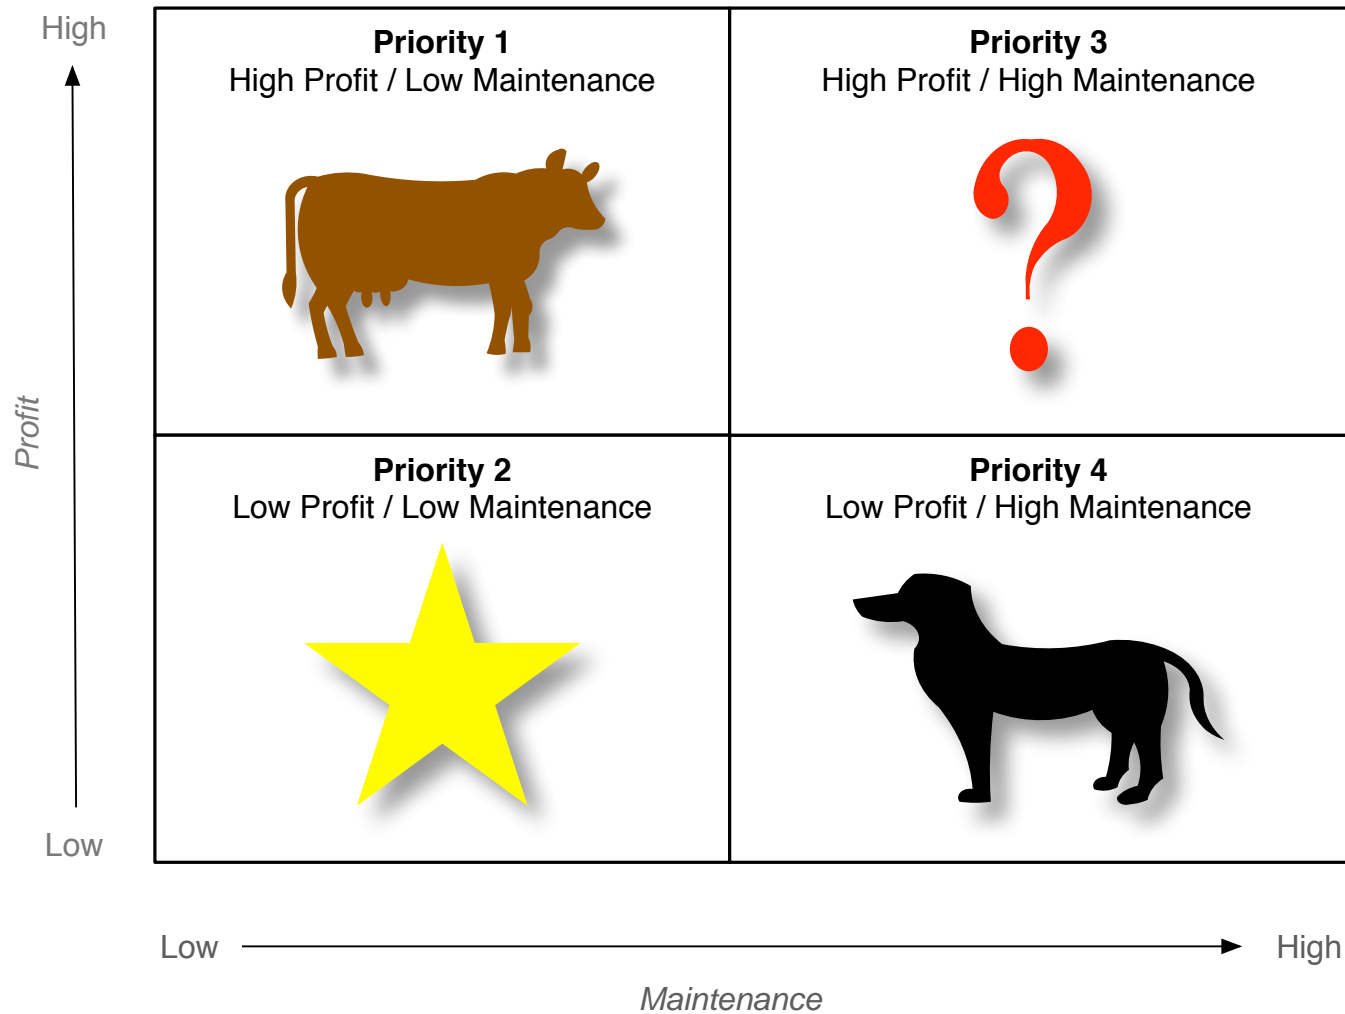 High
Priority 1
High Profit / Low Maintenance
Priority 3
High Profit / High Maintenance
?
Profit
Priority 2
Low Profit / Low Maintenance
Priority 4
Low Profit / High Maintenance
Low
Low
High
Maintenance